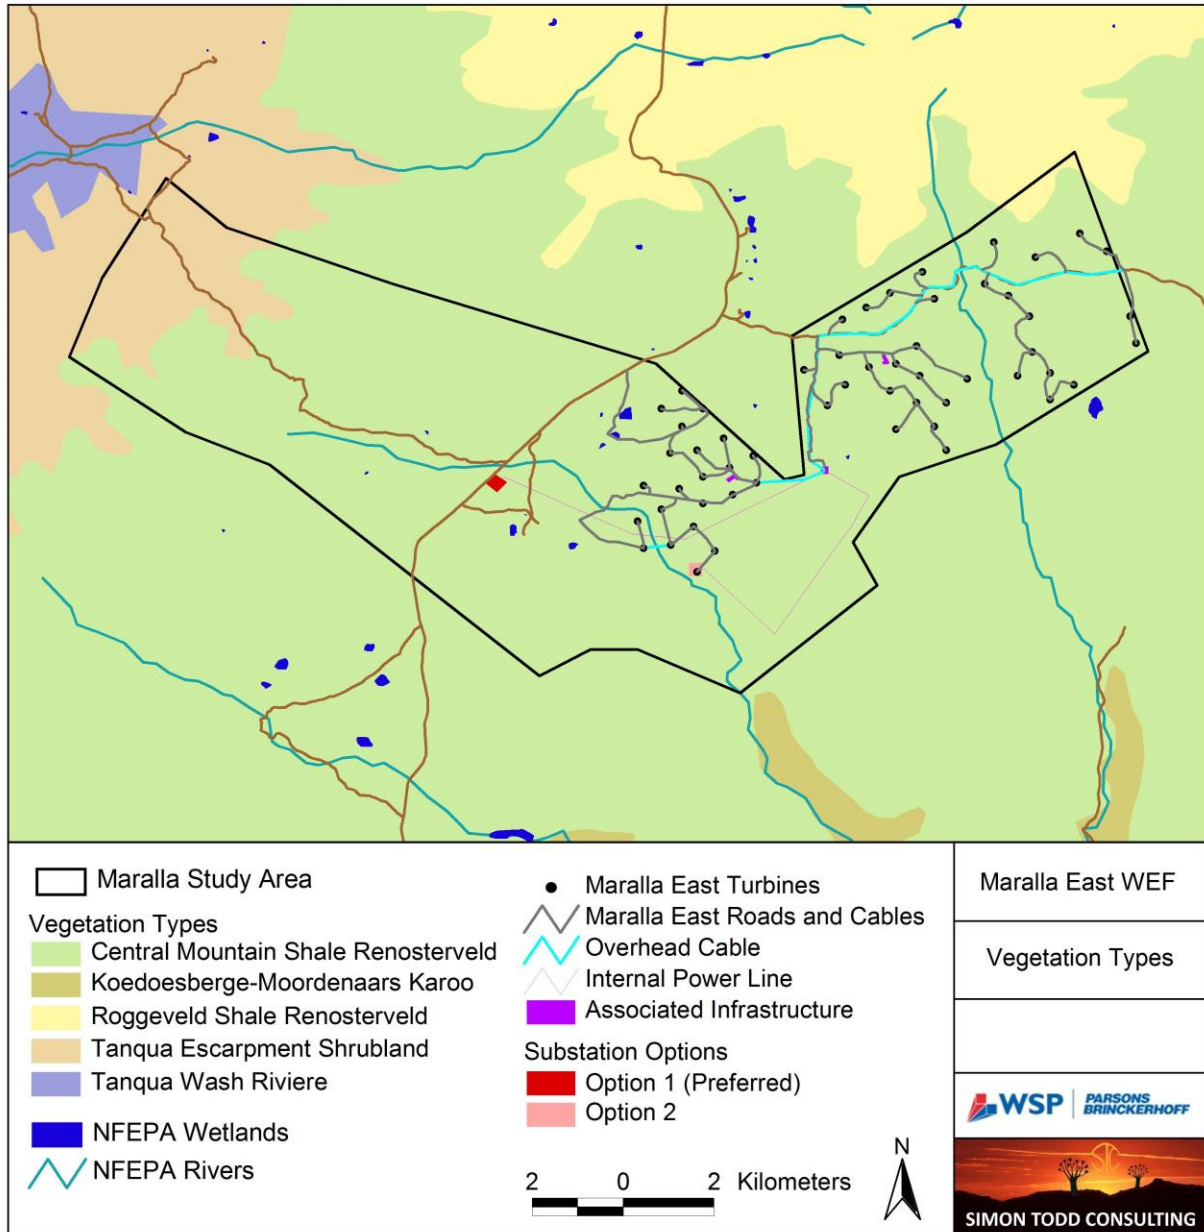 Maralla Study Area
Vegetation Types
Central Mountain Shale Renosterveld
Koedoesberge-Moordenaars Karoo
Roggeveld Shale Renosterveld
Tanqua Escarpment Shrubland
Tanqua Wash Riviere
NFEPA Wetlands
NFEPA Rivers
Maralla East Turbines
Maralla East Roads and Cables
Overhead Cable
Internal Power Line
Associated Infrastructure
Substation Options
Option 1 (Preferred)
Option 2
2 0 2 Kilometers
N
Maralla East WEF
Vegetation Types
WSP
PARSONS
BRINCKERHOFF
SIMON TODD CONSULTING